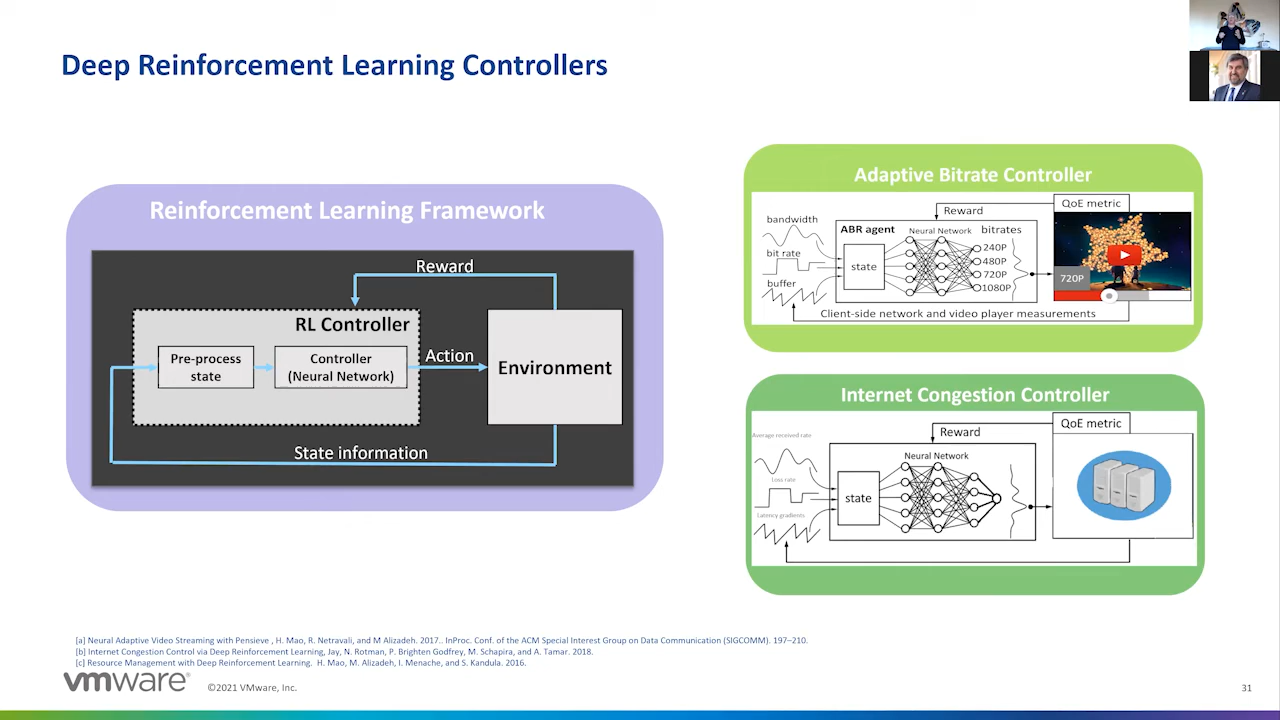 Deep Reinforcement Learning Controllers
Reinforcement Learning Framework
Reward
RL Controller
Pre-process
state
Controller
(Neural Network)
Action
Environment
State information
Adaptive Bitrate Controller
QoE metric
Reward
bandwidth
ABR agent
Neural Network
bitrates
bit rate
state
240P
480P
720P
1080P
buffer
720P
Client-side network and video player measurements
Internet Congestion Controller
QoE metric
Reward
Average received rate
Neural Network
Loss rate
state
Latency gradients
[a] Neural Adaptive Video Streaming with Pensieve , H. Mao, R. Netravali, and M Alizadeh. 2017.. InProc. Conf. of the ACM Special Interest Group on Data Communication (SIGCOMM). 197–210.
[b] Internet Congestion Control via Deep Reinforcement Learning, Jay, N. Rotman, P. Brighten Godfrey, M. Schapira, and A. Tamar. 2018.
[c] Resource Management with Deep Reinforcement Learning. H. Mao, M. Alizadeh, I. Menache, and S. Kandula. 2016.
vmware®
©2021 VMware, Inc.
31